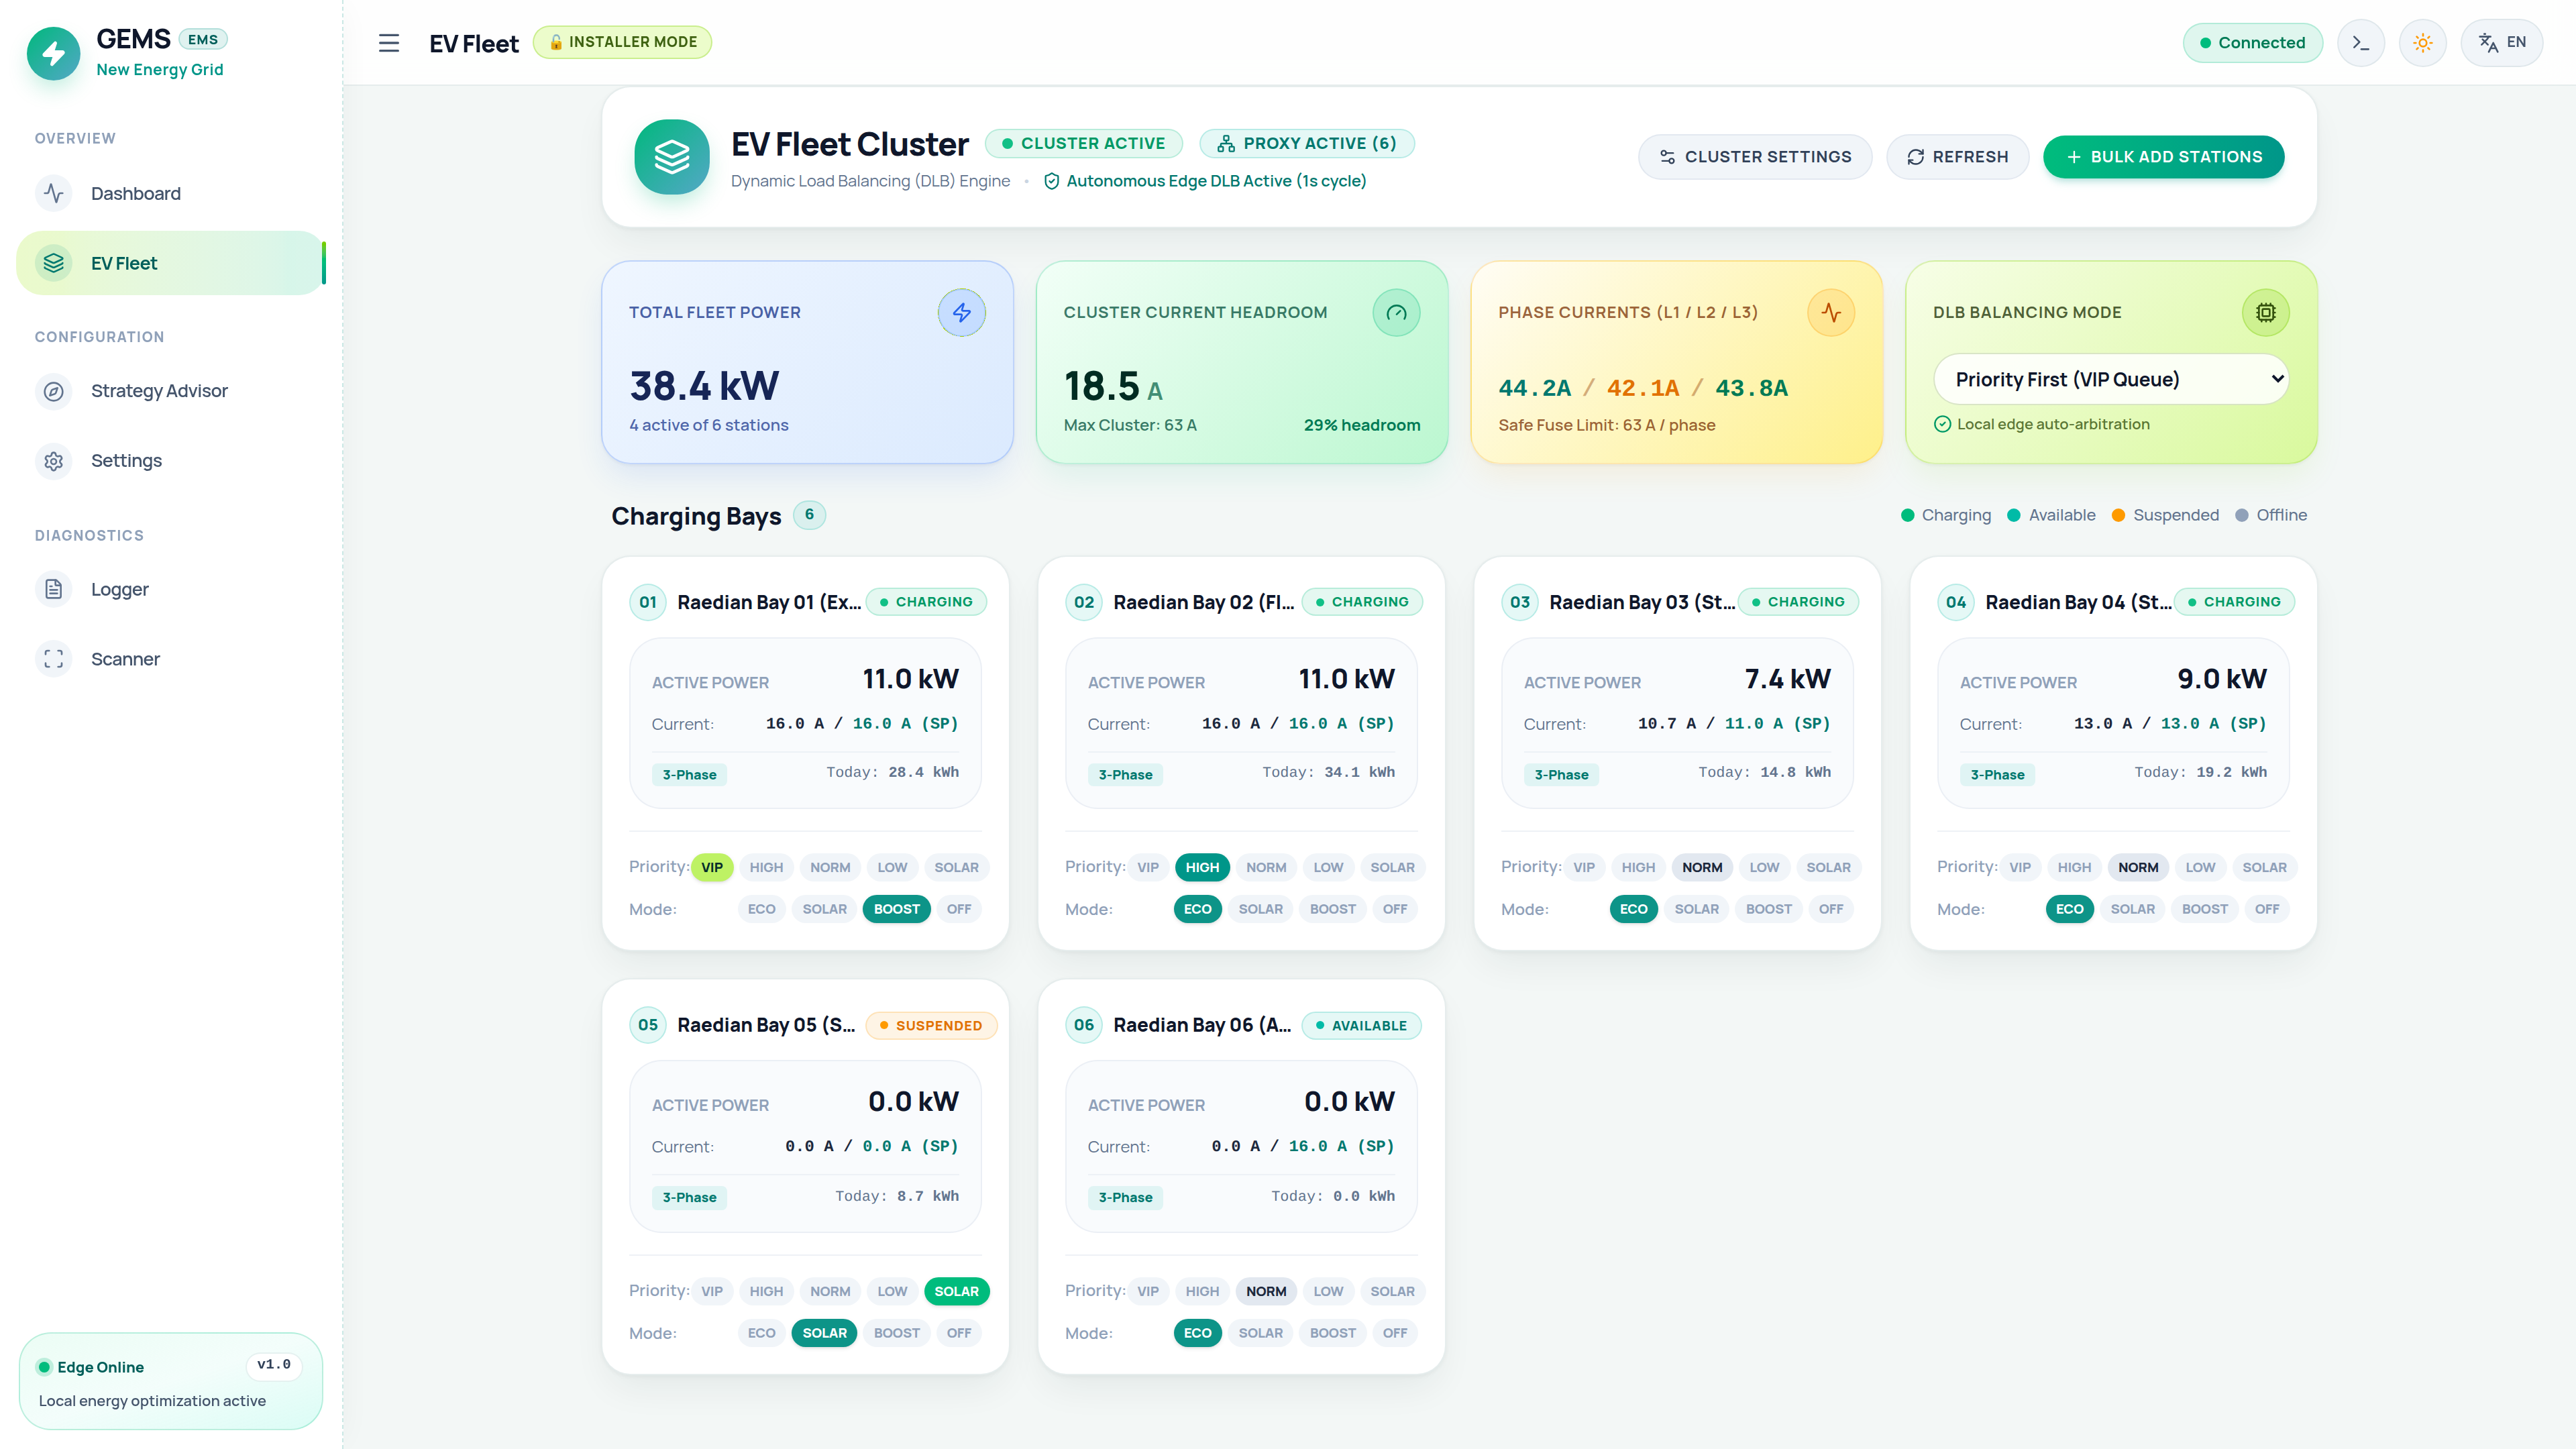 GEMS EMS
New Energy Grid
OVERVIEW
Dashboard
EV Fleet
CONFIGURATION
Strategy Advisor
Settings
DIAGNOSTICS
Logger
Scanner
Edge Online v1.0
Local energy optimization active
EV Fleet 🔓 INSTALLER MODE
Connected EN
EV Fleet Cluster CLUSTER ACTIVE PROXY ACTIVE (6)
Dynamic Load Balancing (DLB) Engine • Autonomous Edge DLB Active (1s cycle)
CLUSTER SETTINGS REFRESH + BULK ADD STATIONS
TOTAL FLEET POWER
38.4 kW
4 active of 6 stations
CLUSTER CURRENT HEADROOM
18.5 A
Max Cluster: 63 A 29% headroom
PHASE CURRENTS (L1 / L2 / L3)
44.2A / 42.1A / 43.8A
Safe Fuse Limit: 63 A / phase
DLB BALANCING MODE
Priority First (VIP Queue)
Local edge auto-arbitration
Charging Bays 6
Charging Available Suspended Offline
01 Raedian Bay 01 (Ex... CHARGING
ACTIVE POWER 11.0 kW
Current: 16.0 A / 16.0 A (SP)
3-Phase Today: 28.4 kWh
Priority: VIP HIGH NORM LOW SOLAR
Mode: ECO SOLAR BOOST OFF
02 Raedian Bay 02 (Fl... CHARGING
ACTIVE POWER 11.0 kW
Current: 16.0 A / 16.0 A (SP)
3-Phase Today: 34.1 kWh
Priority: VIP HIGH NORM LOW SOLAR
Mode: ECO SOLAR BOOST OFF
03 Raedian Bay 03 (St... CHARGING
ACTIVE POWER 7.4 kW
Current: 10.7 A / 11.0 A (SP)
3-Phase Today: 14.8 kWh
Priority: VIP HIGH NORM LOW SOLAR
Mode: ECO SOLAR BOOST OFF
04 Raedian Bay 04 (St... CHARGING
ACTIVE POWER 9.0 kW
Current: 13.0 A / 13.0 A (SP)
3-Phase Today: 19.2 kWh
Priority: VIP HIGH NORM LOW SOLAR
Mode: ECO SOLAR BOOST OFF
05 Raedian Bay 05 (S... SUSPENDED
ACTIVE POWER 0.0 kW
Current: 0.0 A / 0.0 A (SP)
3-Phase Today: 8.7 kWh
Priority: VIP HIGH NORM LOW SOLAR
Mode: ECO SOLAR BOOST OFF
06 Raedian Bay 06 (A... AVAILABLE
ACTIVE POWER 0.0 kW
Current: 0.0 A / 16.0 A (SP)
3-Phase Today: 0.0 kWh
Priority: VIP HIGH NORM LOW SOLAR
Mode: ECO SOLAR BOOST OFF